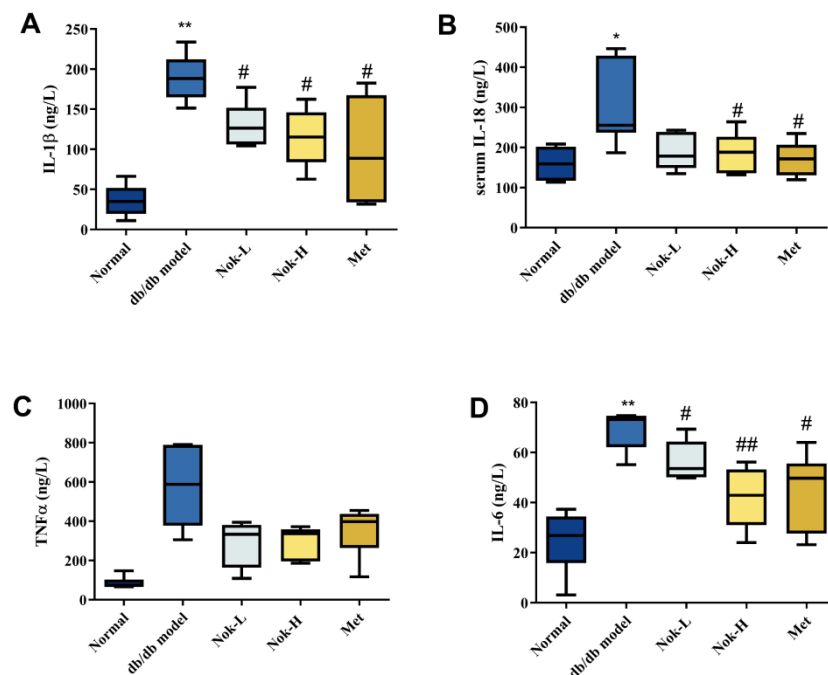 A
IL-1β (ng/L)
250
200
150
100
50
0
**
#
#
#
Normal
db/db model
Nok-L
Nok-H
Met
B
serum IL-18 (ng/L)
500
400
300
200
100
0
*
#
#
Normal
db/db model
Nok-L
Nok-H
Met
C
TNFα (ng/L)
1000
800
600
400
200
0
Normal
db/db model
Nok-L
Nok-H
Met
D
IL-6 (ng/L)
80
60
40
20
0
**
#
##
#
Normal
db/db model
Nok-L
Nok-H
Met